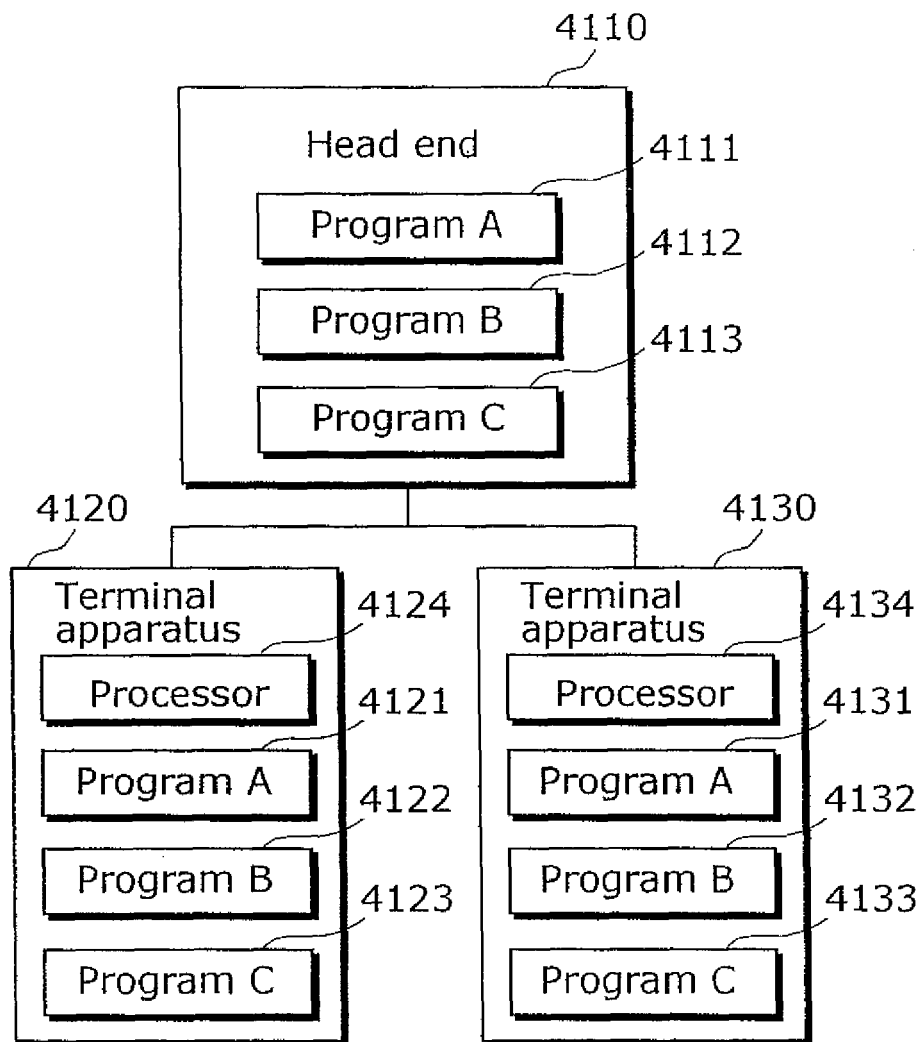 4110
Head end
4111
Program A
4112
Program B
4113
Program C
4120
Terminal
apparatus
4124
Processor
4121
Program A
4122
Program B
4123
Program C
4130
Terminal
apparatus
4134
Processor
4131
Program A
4132
Program B
4133
Program C